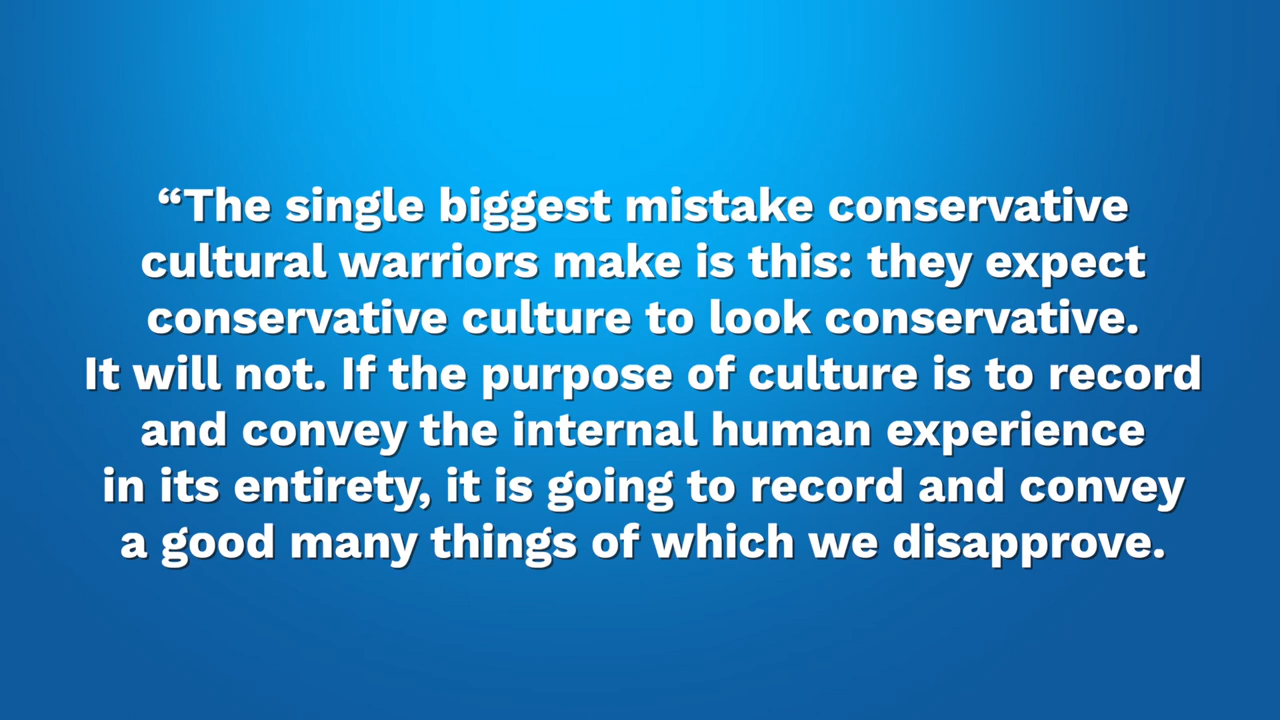 “The single biggest mistake conservative
cultural warriors make is this: they expect
conservative culture to look conservative.
It will not. If the purpose of culture is to record
and convey the internal human experience
in its entirety, it is going to record and convey
a good many things of which we disapprove.